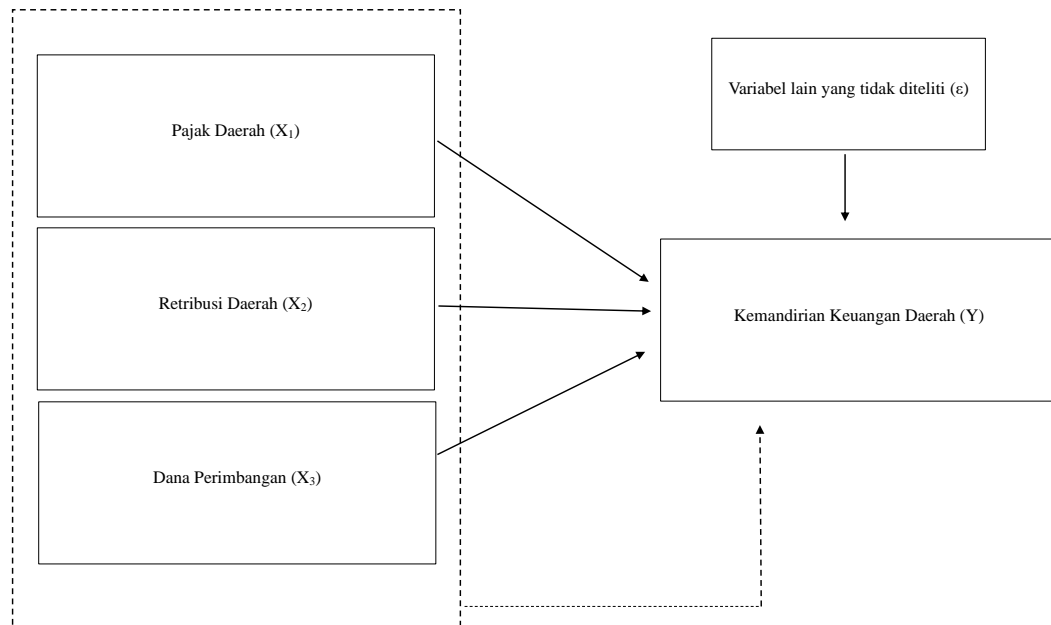 Pajak Daerah (X₁)
Retribusi Daerah (X₂)
Dana Perimbangan (X₃)
Variabel lain yang tidak diteliti (ε)
Kemandirian Keuangan Daerah (Y)